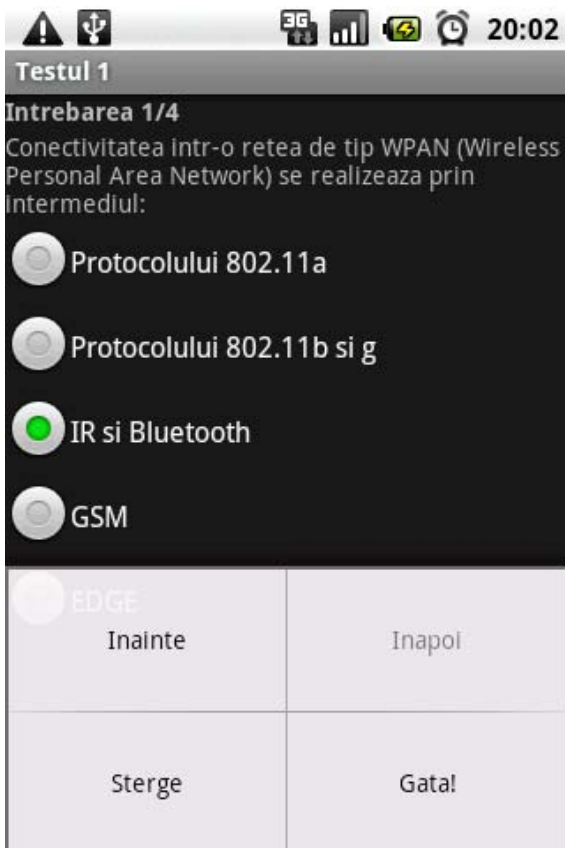 3G 20:02
Testul 1
Intrebarea 1/4
Conectivitatea intr-o retea de tip WPAN (Wireless
Personal Area Network) se realizeaza prin
intermediul:
Protocolului 802.11a
Protocolului 802.11b si g
IR si Bluetooth
GSM
EDGE
Inainte
Inapoi
Sterge
Gata!